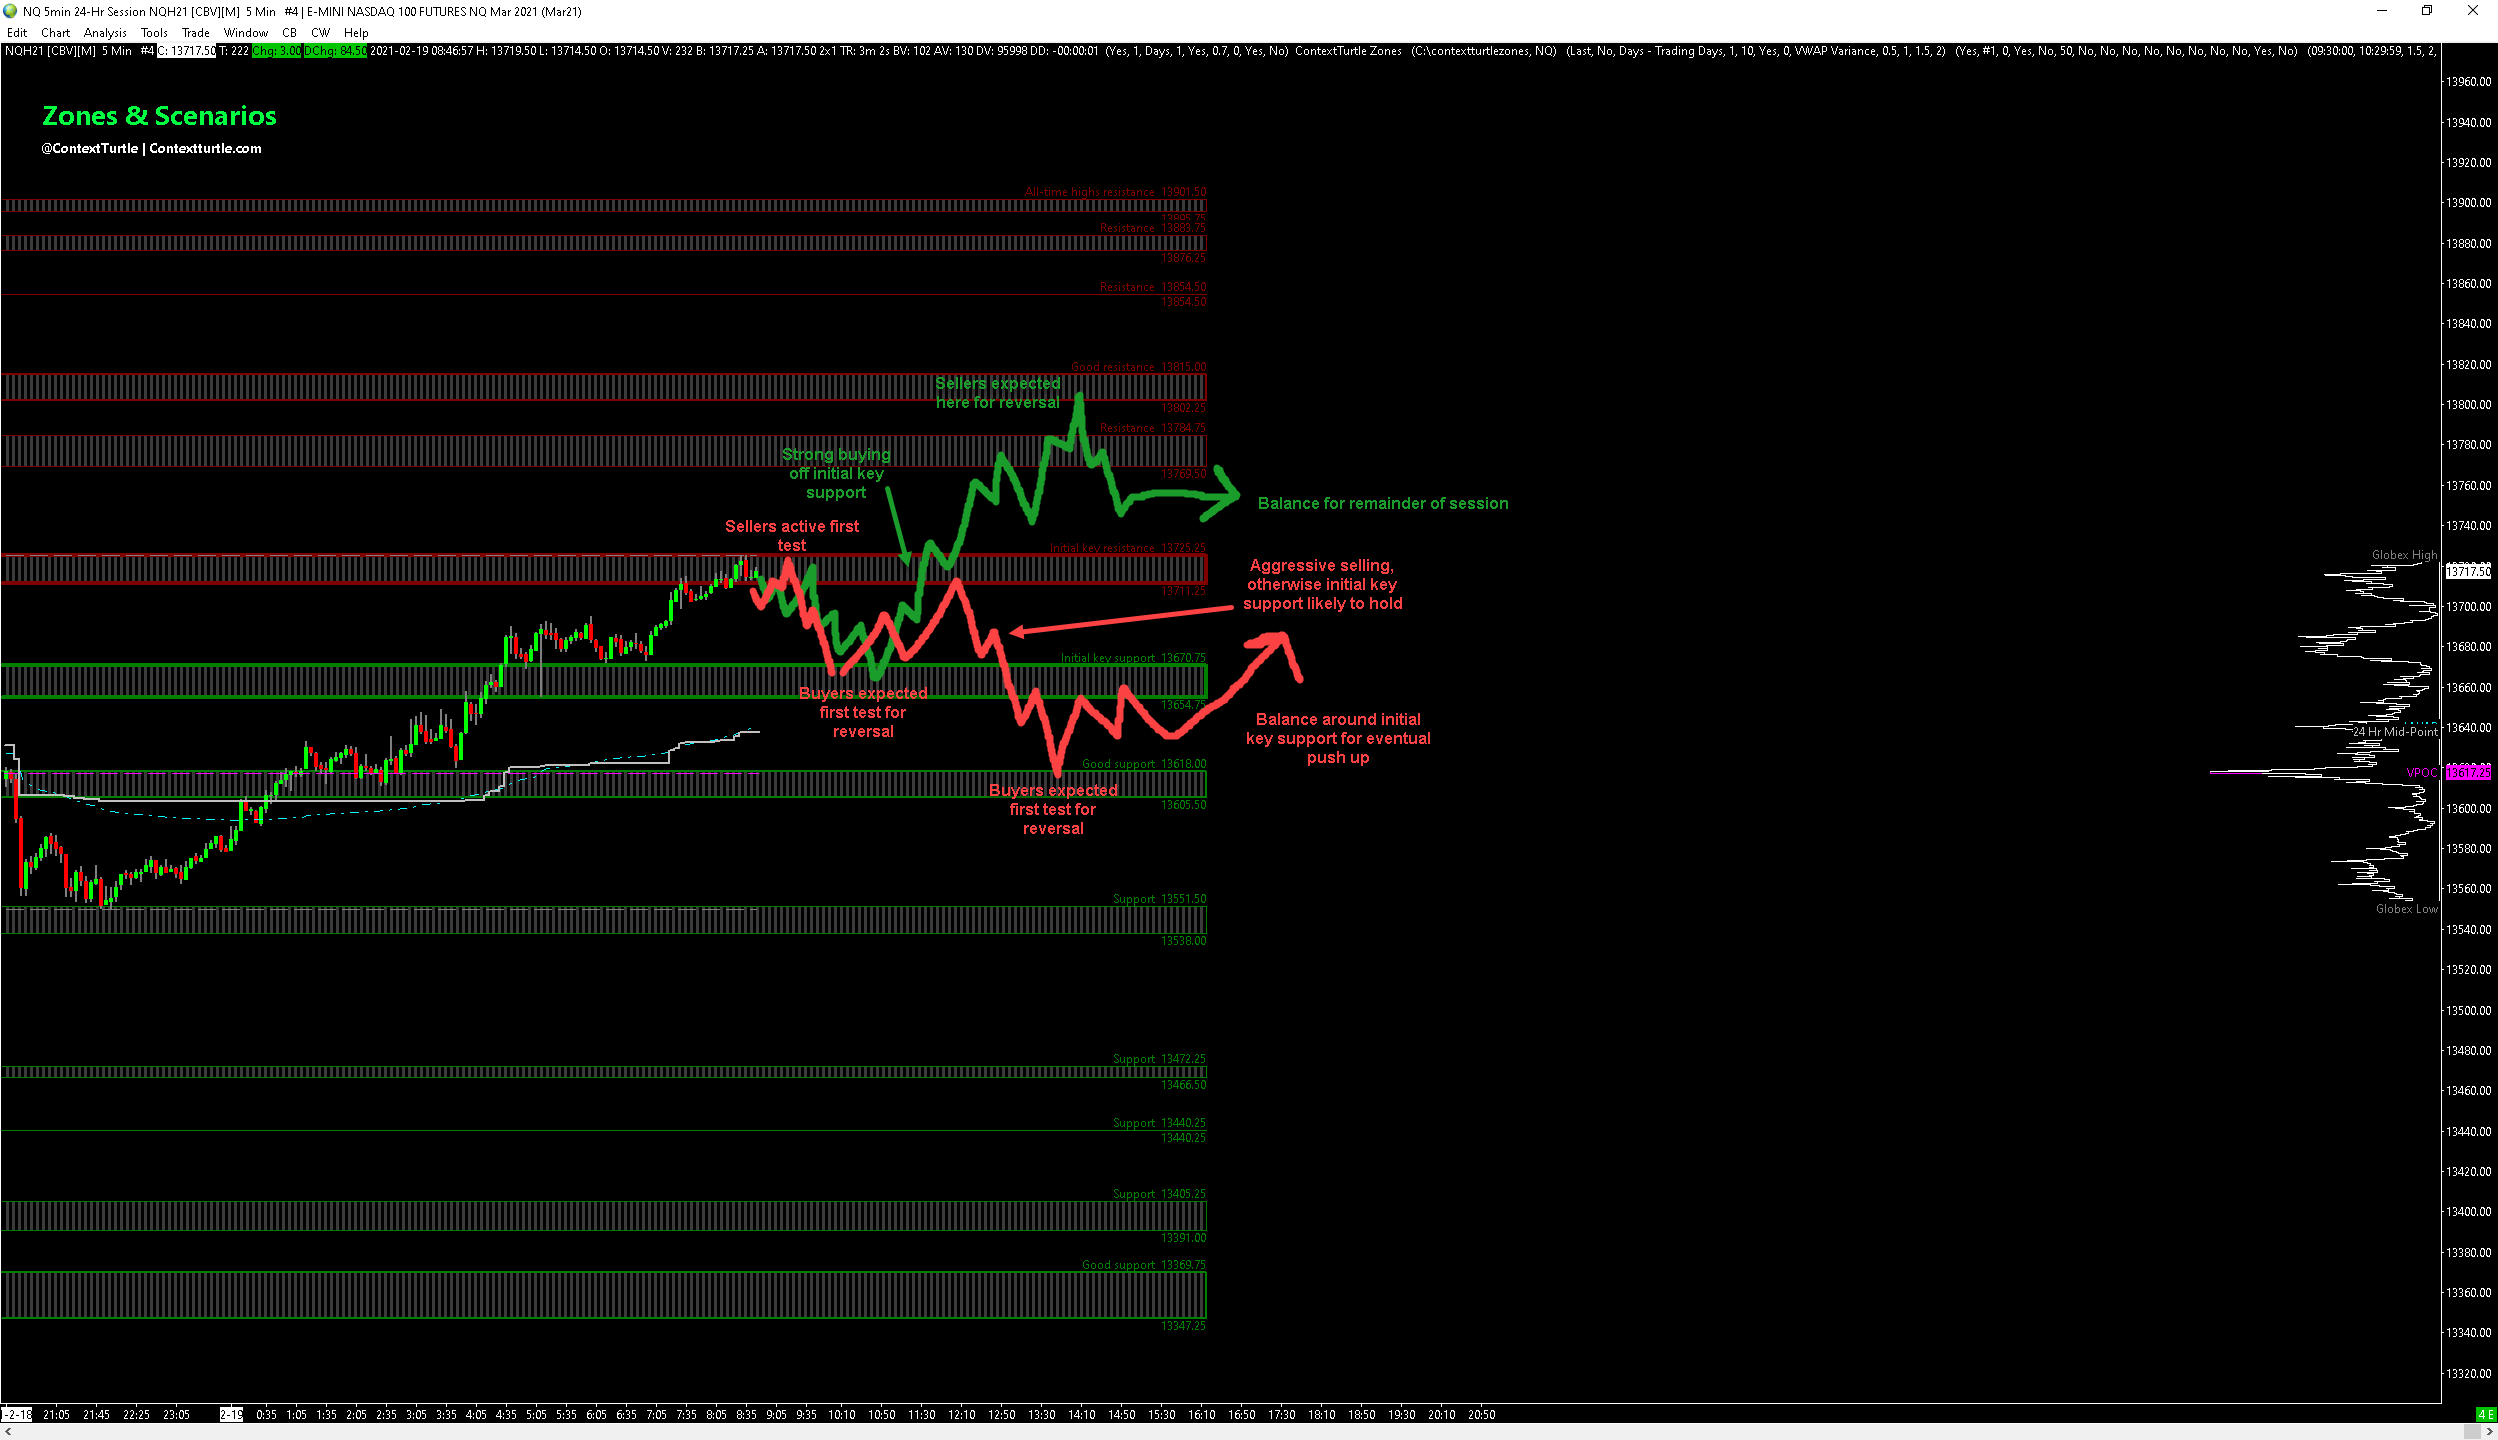 NQ 5min 24-Hr Session NQH21 [CBV][M] 5 Min #4 | E-MINI NASDAQ 100 FUTURES NQ Mar 2021 (Mar21)
Edit Chart Analysis Tools Trade Window CB CW Help
NQH21 [CBV][M] 5 Min #4 C: 13717.50 T: 222 Chg: 3.00 DChg: 84.50 2021-02-19 08:46:57 H: 13719.50 L: 13714.50 O: 13714.50 V: 232 B: 13717.25 A: 13717.50 2x1 TR: 3m 2s BV: 102 AV: 130 DV: 95998 DD: -00:00:01 (Yes, 1, Days, 1, Yes, 0.7, 0, Yes, No) ContextTurtle Zones (C:\contextturtlezones, NQ) (Last, No, Days - Trading Days, 1, 10, Yes, 0, VWAP Variance, 0.5, 1, 1.5, 2) (Yes, #1, 0, Yes, No, 50, No, No, No, No, No, No, No, No, Yes, No) (09:30:00, 10:29:59, 1.5, 2,
Zones & Scenarios
@ContextTurtle | Contextturtle.com
All-time highs resistance 13901.50
13895.75
Resistance 13883.75
13876.25
Resistance 13854.50
13854.50
Good resistance 13815.00
13802.25
Sellers expected
here for reversal
Resistance 13784.75
13769.50
Strong buying
off initial key
support
Balance for remainder of session
Sellers active first
test
Initial key resistance 13725.25
13711.25
Aggressive selling,
otherwise initial key
support likely to hold
Initial key support 13670.75
13654.75
Buyers expected
first test for
reversal
Balance around initial
key support for eventual
push up
Good support 13618.00
13605.50
Buyers expected
first test for
reversal
Support 13551.50
13538.00
Support 13472.25
13466.50
Support 13440.25
13440.25
Support 13405.25
13391.00
Good support 13369.75
13347.25
Globex High
24 Hr Mid-Point
VPOC
Globex Low
13960.00
13940.00
13920.00
13900.00
13880.00
13860.00
13840.00
13820.00
13800.00
13780.00
13760.00
13740.00
13717.50
13700.00
13680.00
13660.00
13640.00
13617.25
13600.00
13580.00
13560.00
13540.00
13520.00
13500.00
13480.00
13460.00
13440.00
13420.00
13400.00
13380.00
13360.00
13340.00
13320.00
-2-18 21:05 21:45 22:25 23:05 2-19 0:35 1:05 1:35 2:05 2:35 3:05 3:35 4:05 4:35 5:05 5:35 6:05 6:35 7:05 7:35 8:05 8:35 9:05 9:35 10:10 10:50 11:30 12:10 12:50 13:30 14:10 14:50 15:30 16:10 16:50 17:30 18:10 18:50 19:30 20:10 20:50
4 E